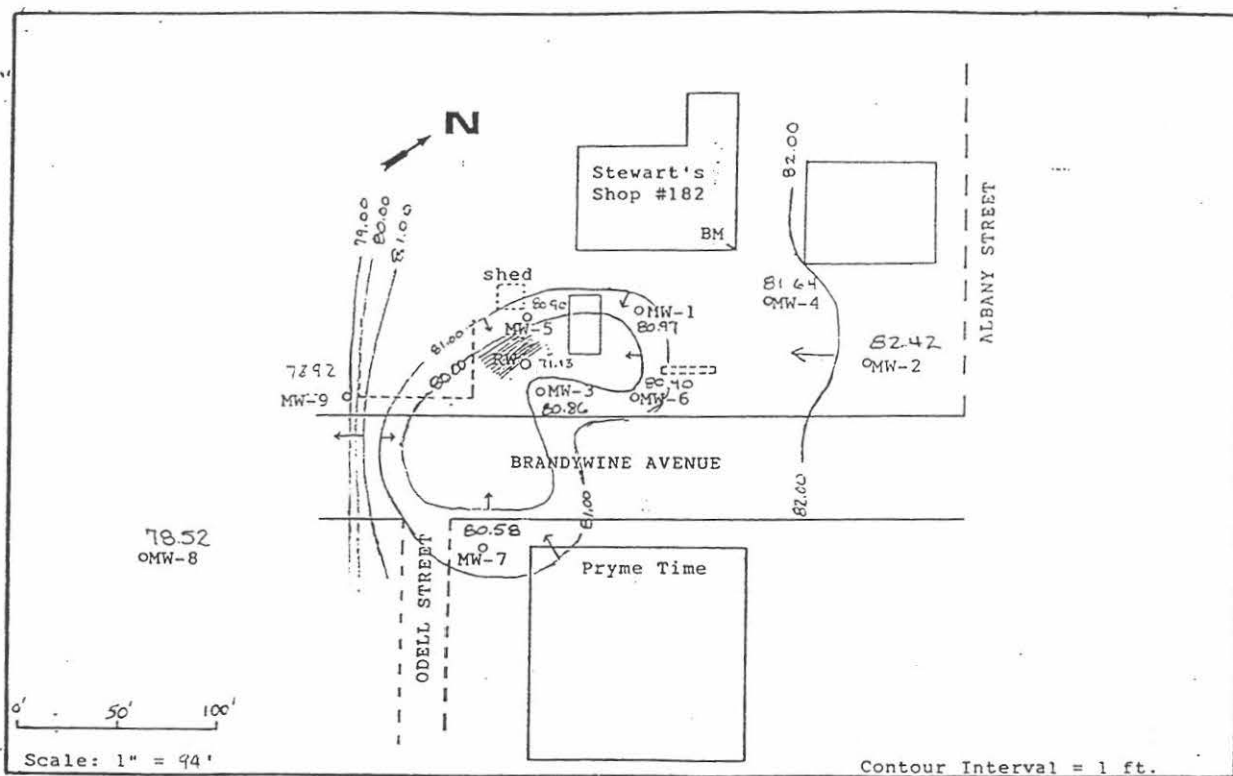 N
Stewart's
Shop #182
BM
82.00
ALBANY STREET
79.00
80.00
81.00
shed
81.64
MW-4
80.90
MW-5
MW-1
80.97
82.42
MW-2
81.00
80.00
RW
71.13
78.92
MW-9
MW-3
80.86
80.40
MW-6
BRANDYWINE AVENUE
82.00
81.00
78.52
MW-8
80.58
MW-7
ODELL STREET
Pryme Time
0' 50' 100'
Scale: 1" = 94'
Contour Interval = 1 ft.